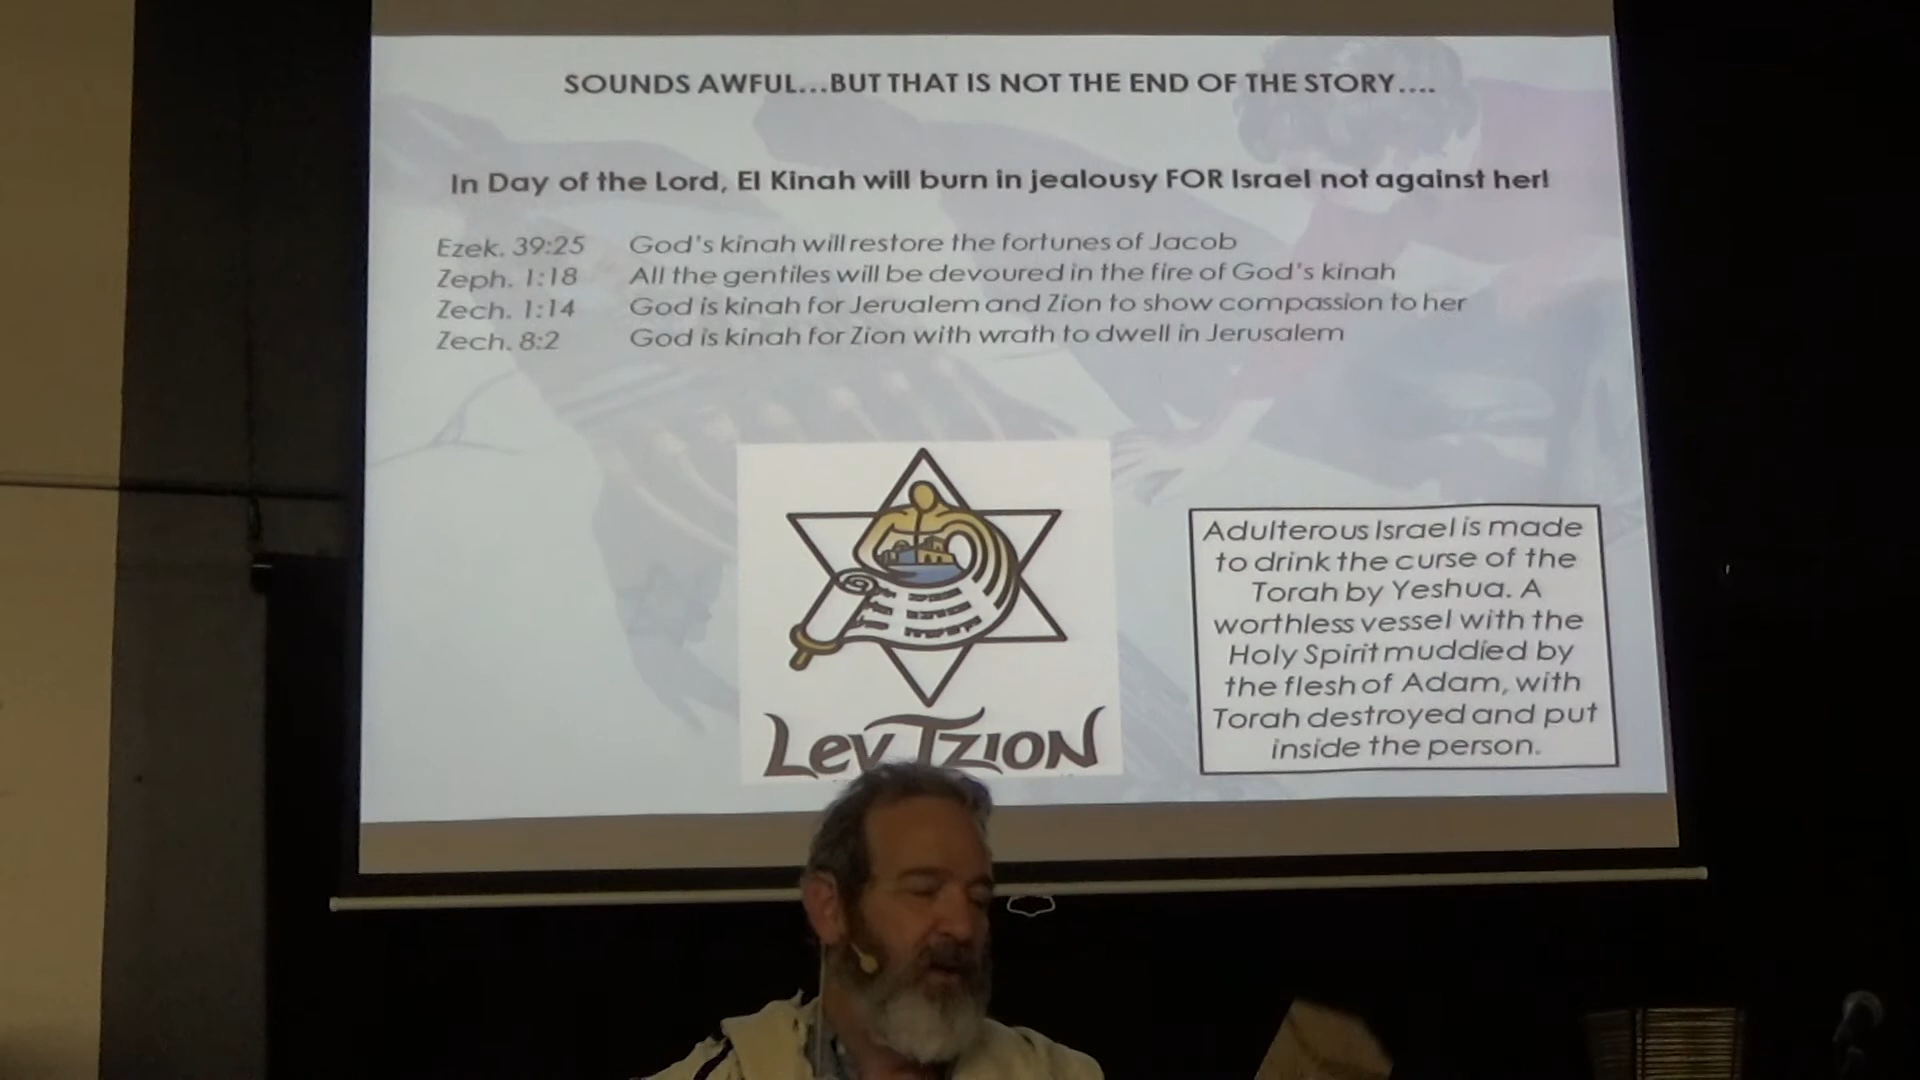 SOUNDS AWFUL...BUT THAT IS NOT THE END OF THE STORY....
In Day of the Lord, El Kinah will burn in jealousy FOR Israel not against her!
Ezek. 39:25 God's kinah will restore the fortunes of Jacob
Zeph. 1:18 All the gentiles will be devoured in the fire of God's kinah
Zech. 1:14 God is kinah for Jerualem and Zion to show compassion to her
Zech. 8:2 God is kinah for Zion with wrath to dwell in Jerusalem
Lev Tzion
Adulterous Israel is made
to drink the curse of the
Torah by Yeshua. A
worthless vessel with the
Holy Spirit muddied by
the flesh of Adam, with
Torah destroyed and put
inside the person.